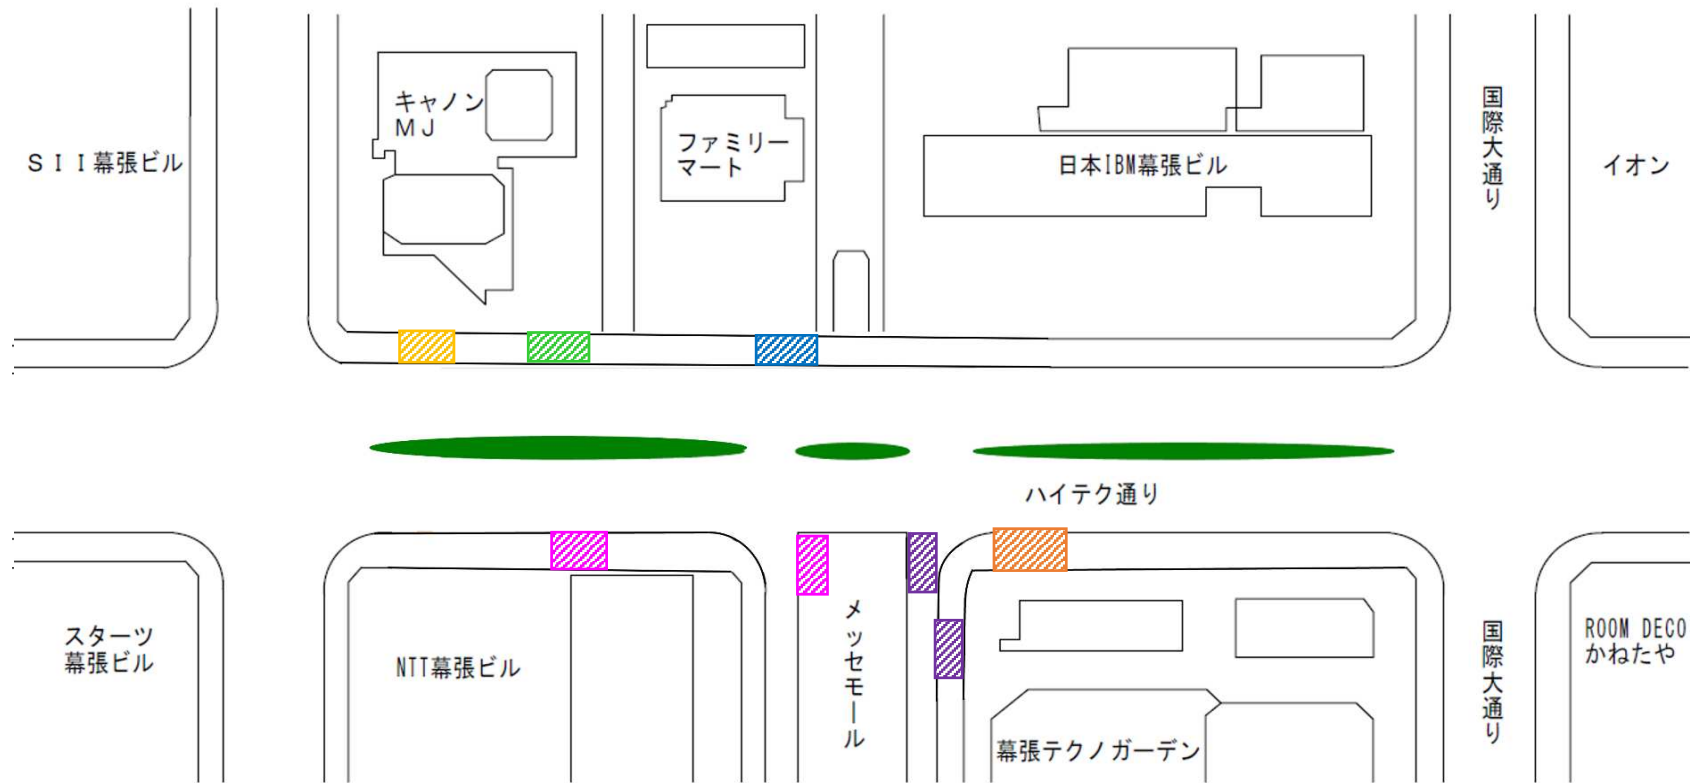 キャノン
ＭＪ
ＳＩＩ幕張ビル
ファミリー
マート
日本IBM幕張ビル
国際大通り
イオン
ハイテク通り
スターツ
幕張ビル
NTT幕張ビル
メッセモール
幕張テクノガーデン
国際大通り
ROOM DECO
かねたや